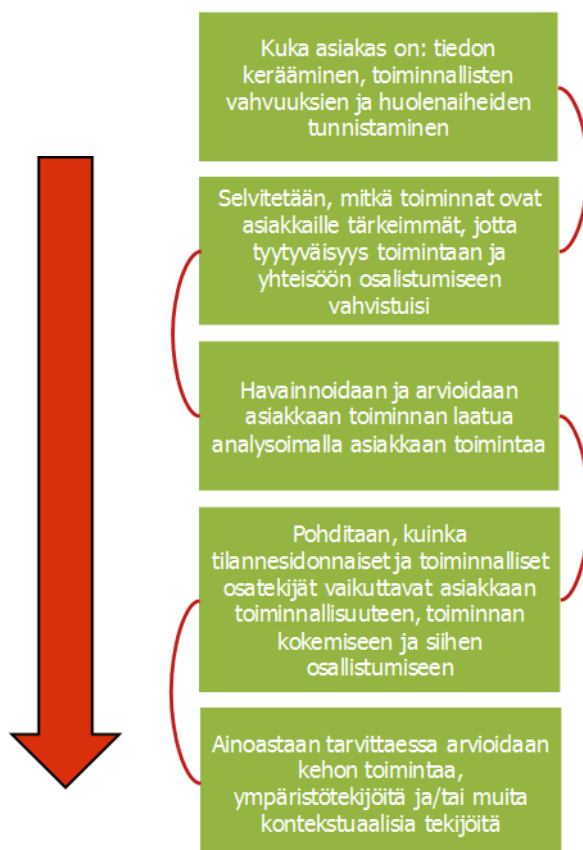 Kuka asiakas on: tiedon
kerääminen, toiminnallisten
vahvuuksien ja huolenaiheiden
tunnistaminen
Selvitetään, mitkä toiminnat ovat
asiakkaille tärkeimmät, jotta
tyytyväisyys toimintaan ja
yhteisöön osalistumiseen
vahvistuisi
Havainnoidaan ja arvioidaan
asiakkaan toiminnan laatua
analysoimalla asiakkaan toimintaa
Pohditaan, kuinka
tilannesidonnaiset ja toiminnalliset
osatekijät vaikuttavat asiakkaan
toiminnallisuuteen, toiminnan
kokemiseen ja siihen
osallistumiseen
Ainoastaan tarvittaessa arvioidaan
kehon toimintaa,
ympäristötekijöitä ja/tai muita
kontekstuaalisia tekijöitä